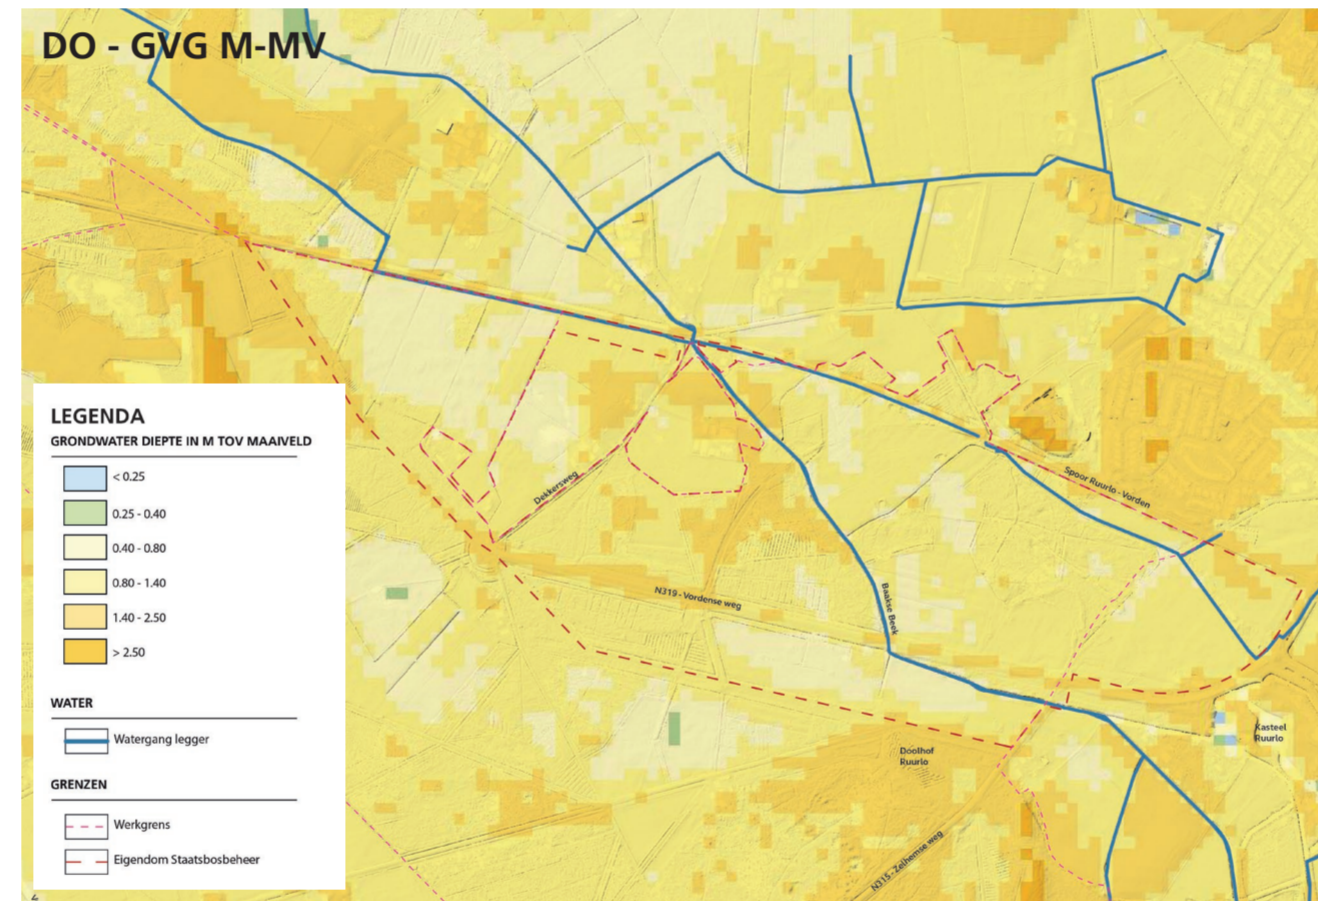 DO - GVG M-MV
LEGENDA
GRONDWATER DIEPTE IN M TOV MAAIVELD
< 0.25
0.25 - 0.40
0.40 - 0.80
0.80 - 1.40
1.40 - 2.50
> 2.50
WATER
Watergang legger
GRENZEN
Werkgrens
Eigendom Staatsbosbeheer
Dekkersweg
Spoor Ruurlo - Vorden
N319 - Vordense weg
Baakse Beek
Doolhof
Ruurlo
Kasteel
Ruurlo
N315 - Zelhemse weg